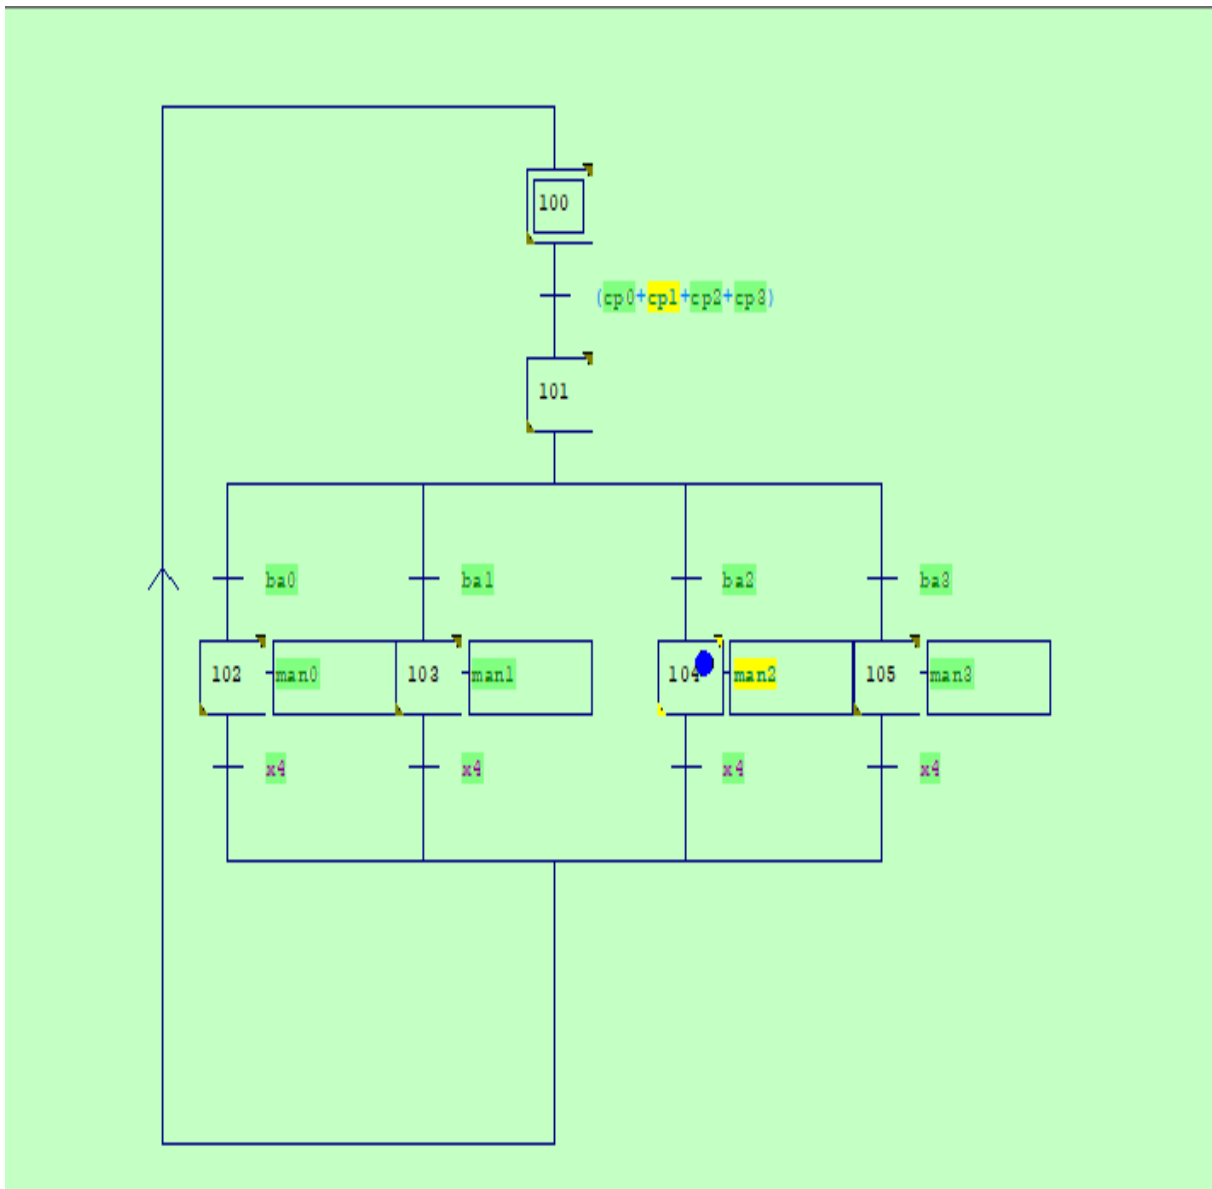 100
(cp0+cp1+cp2+cp3)
101
ba0 ba1 ba2 ba3
102 man0 103 man1 104 man2 105 man3
x4 x4 x4 x4